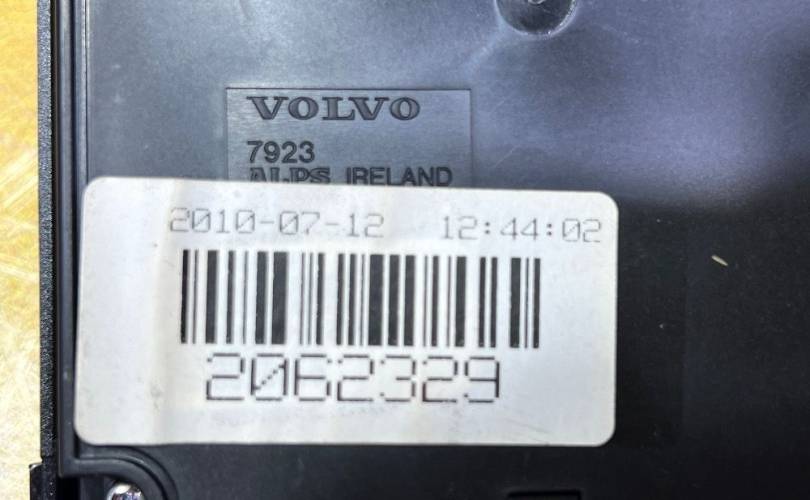 VOLVO
7923
ALPS IRELAND
2010-07-12 12:44:02
2062329